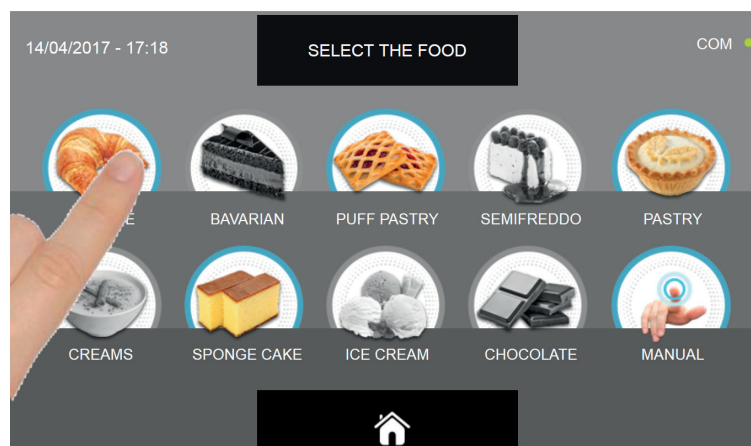 14/04/2017 - 17:18
SELECT THE FOOD
COM
BAVARIAN
PUFF PASTRY
SEMIFREDDO
PASTRY
CREAMS
SPONGE CAKE
ICE CREAM
CHOCOLATE
MANUAL